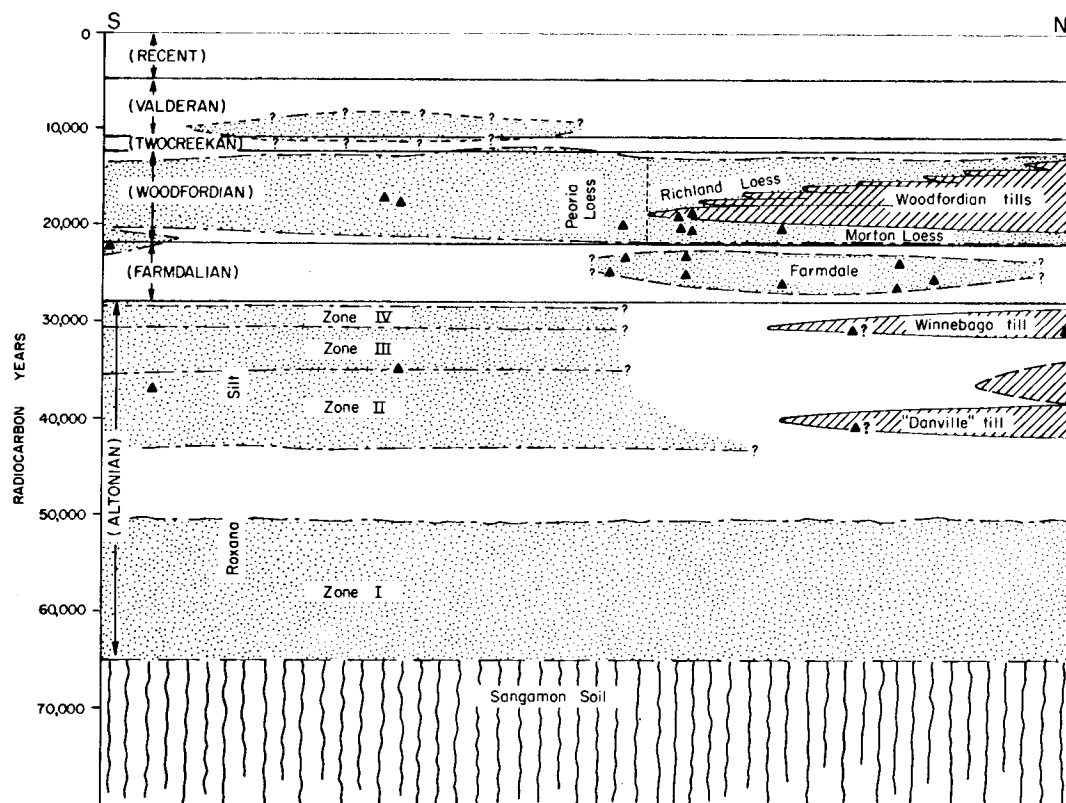 S
N
0
(RECENT)
(VALDERAN)
? ? ? ? ?
?
10,000
(TWOCREEKAN)
? ? ? ? ?
(WOODFORDIAN)
Peoria
Loess
Richland Loess
Woodfordian tills
20,000
Morton Loess
(FARMDALIAN)
?
?
Farmdale
?
?
30,000
Zone IV
?
?
Winnebago till
?
Zone III
?
Silt
Zone II
40,000
"Danville" till
?
?
RADIOCARBON YEARS
(ALTONIAN)
50,000
Roxana
Zone I
60,000
Sangamon Soil
70,000